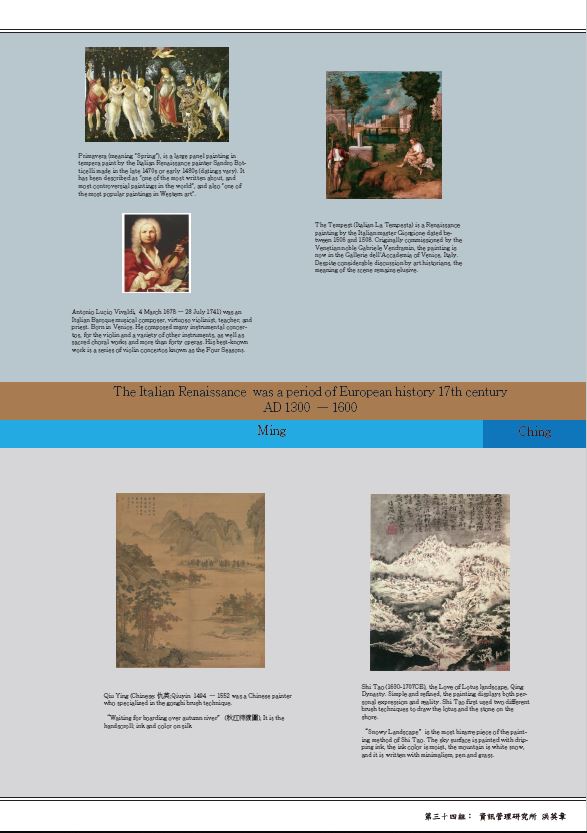 Primavera (meaning "Spring"), is a large panel painting in
tempera paint by the Italian Renaissance painter Sandro Bot-
ticelli made in the late 1470s or early 1480s (datings vary). It
has been described as "one of the most written about, and
most controversial paintings in the world", and also "one of
the most popular paintings in Western art".
The Tempest (Italian La Tempesta) is a Renaissance
painting by the Italian master Giorgione dated be-
tween 1506 and 1508. Originally commissioned by the
Venetian noble Gabriele Vendramin, the painting is
now in the Gallerie dell'Accademia of Venice, Italy.
Despite considerable discussion by art historians, the
meaning of the scene remains elusive.
Antonio Lucio Vivaldi, 4 March 1678 — 28 July 1741) was an
Italian Baroque musical composer, virtuoso violinist, teacher, and
priest. Born in Venice. He composed many instrumental concer-
tos, for the violin and a variety of other instruments, as well as
sacred choral works and more than forty operas. His best-known
work is a series of violin concertos known as the Four Seasons.
The Italian Renaissance was a period of European history 17th century
AD 1300 — 1600
Ming
Ching
Qiu Ying (Chinese: 仇英;Qiuyin 1494 — 1552 was a Chinese painter
who specialized in the gongbi brush technique.
"Waiting for boarding over autumn river" (秋江待渡圖); It is the
handscroll; ink and color on silk
Shi Tao (1630-1707CE), the Love of Lotus landscape, Qing
Dynasty. Simple and refined, the painting displays both per-
sonal expression and reality. Shi Tao first used two different
brush techniques to draw the lotus and the stone on the
shore.
"Snowy Landscape" is the most bizarre piece of the paint-
ing method of Shi Tao. The sky surface is painted with drip-
ping ink, the ink color is moist, the mountain is white snow,
and it is written with minimalism, pen and grass.
第三十四組： 資訊管理研究所 洪英章